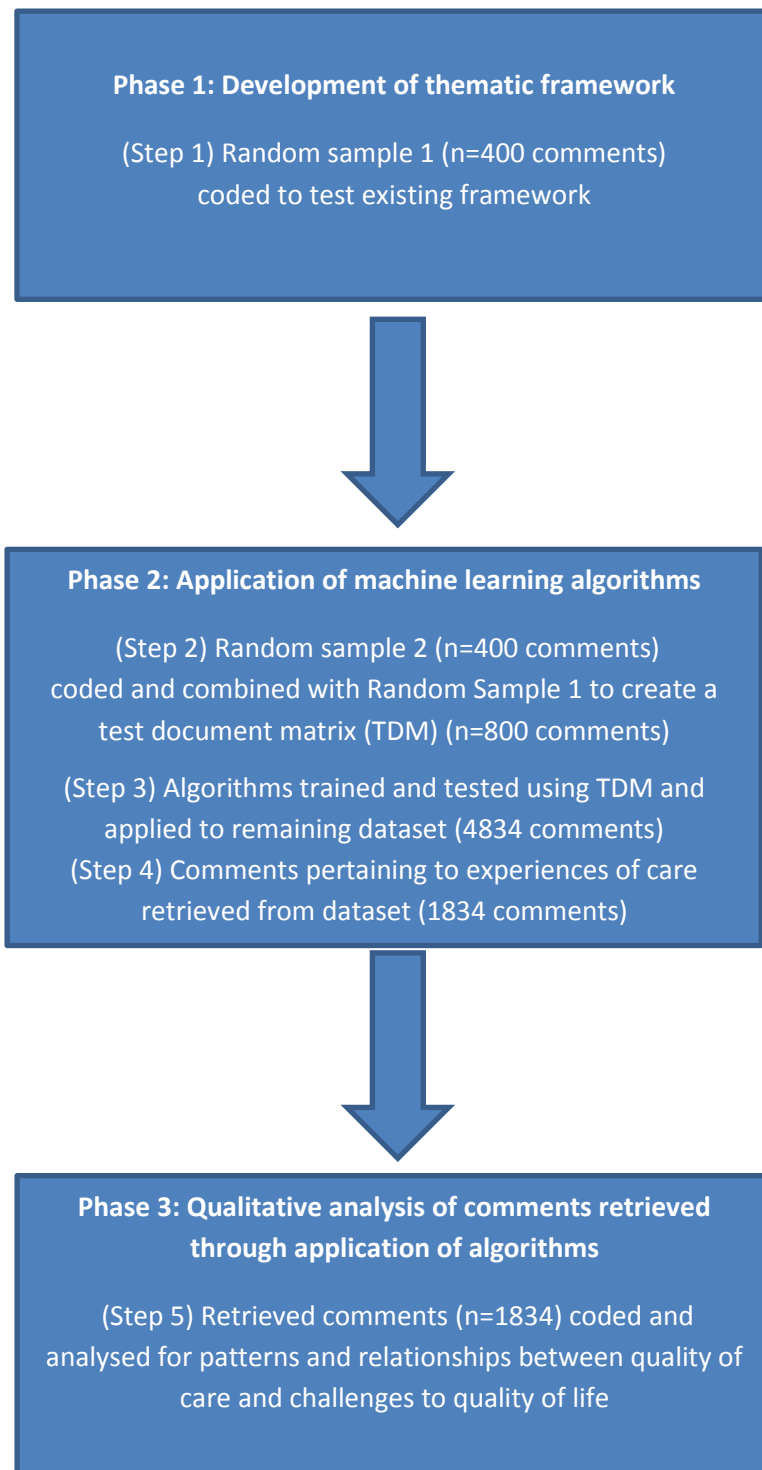 Phase 1: Development of thematic framework
(Step 1) Random sample 1 (n=400 comments)
coded to test existing framework
Phase 2: Application of machine learning algorithms
(Step 2) Random sample 2 (n=400 comments)
coded and combined with Random Sample 1 to create a
test document matrix (TDM) (n=800 comments)
(Step 3) Algorithms trained and tested using TDM and
applied to remaining dataset (4834 comments)
(Step 4) Comments pertaining to experiences of care
retrieved from dataset (1834 comments)
Phase 3: Qualitative analysis of comments retrieved
through application of algorithms
(Step 5) Retrieved comments (n=1834) coded and
analysed for patterns and relationships between quality of
care and challenges to quality of life